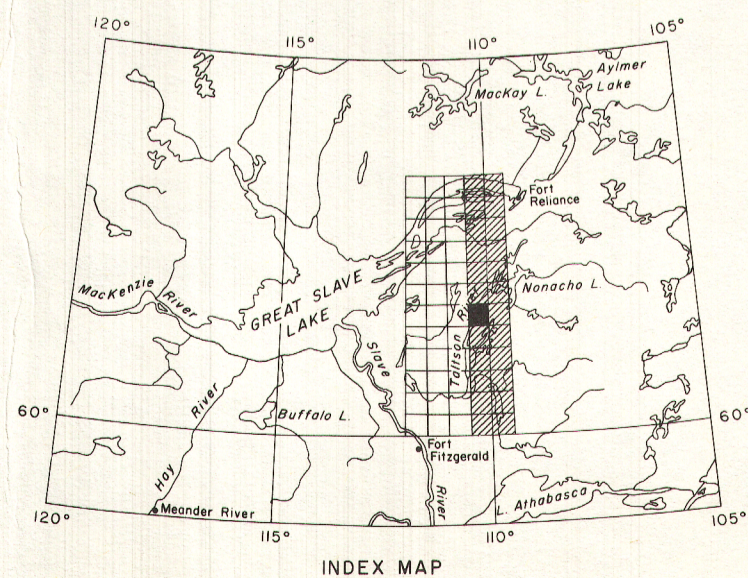 120°
115°
110°
105°
MacKay L.
Aylmer
Lake
Fort
Reliance
Nonacho L.
MacKenzie River
GREAT SLAVE
LAKE
Slave
Taltson
Ri
River
Hay
Buffalo L.
60°
60°
Fort
Fitzgerald
River
L. Athabasca
Meander River
120°
115°
110°
105°
INDEX MAP